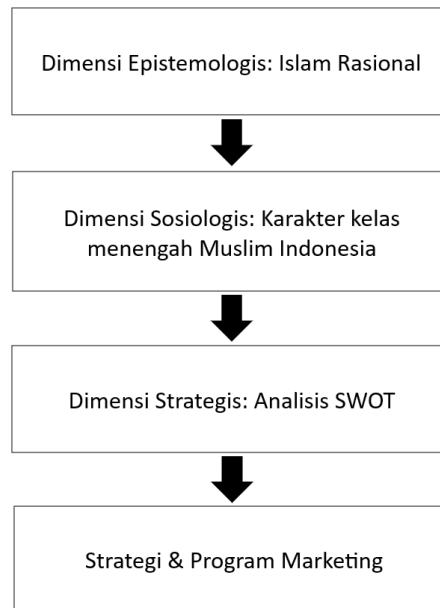 Dimensi Epistemologis: Islam Rasional
Dimensi Sosiologis: Karakter kelas
menengah Muslim Indonesia
Dimensi Strategis: Analisis SWOT
Strategi & Program Marketing